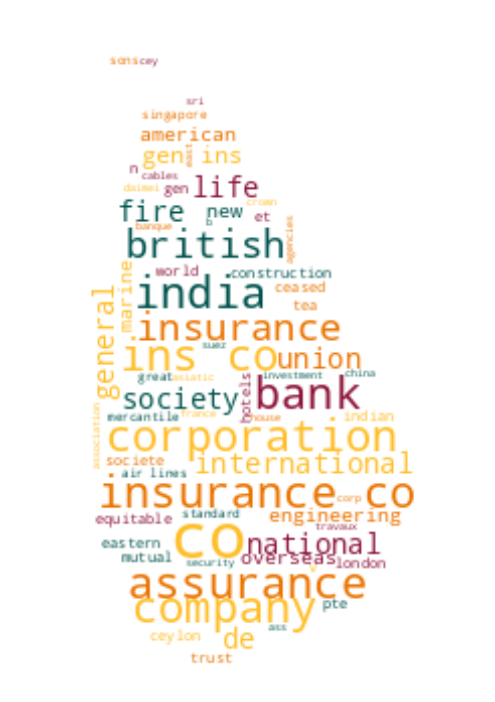 sons cey
sri
singapore
american
gen ins
east
n
cables
daimei gen life
crown
fire new et
b
banque
agencies
british
world construction
marine
india ceased
general
tea
insurance
suez
ins co union
great asiatic investment china
hotels
society bank
mercantile france house indian
association
corporation
societe international
air lines
insurance co
corp
equitable standard engineering
travaux
eastern co national
mutual security overseas london
v
assurance
company pte
ass
ceylon de
trust